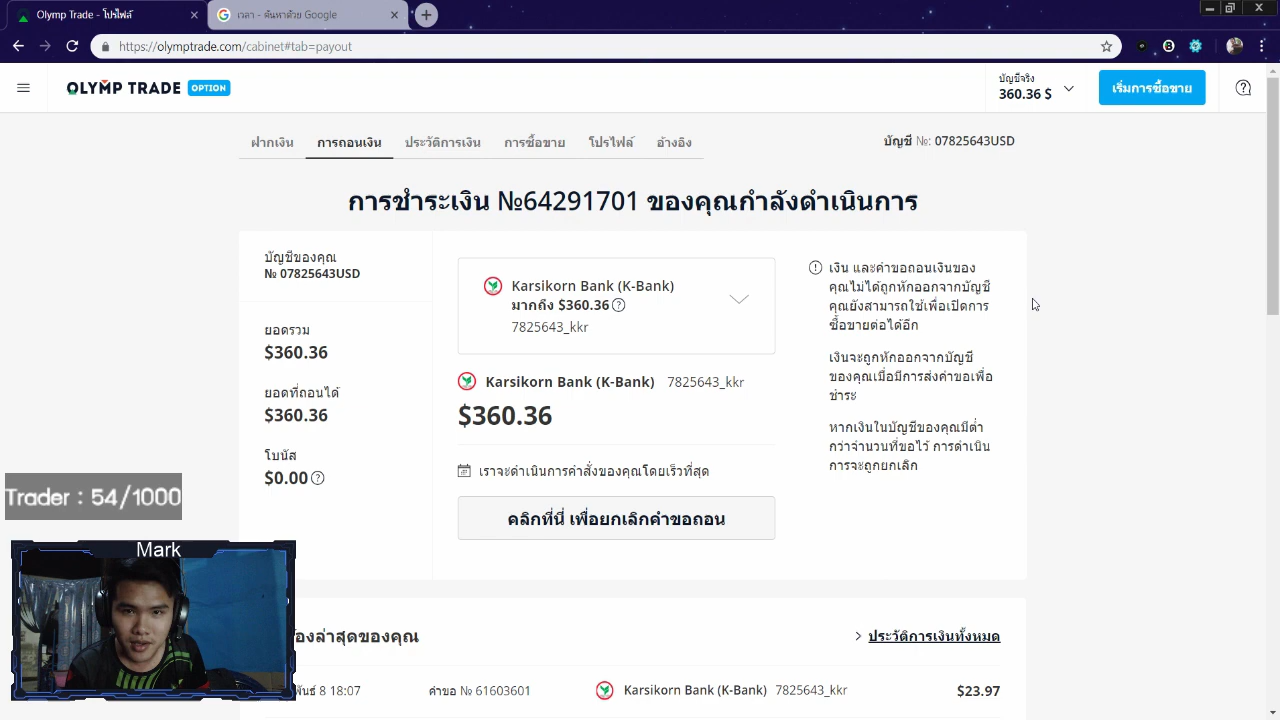 Olymp Trade - โปรไฟล์
เวลา - ค้นหาด้วย Google
https://olymptrade.com/cabinet#tab=payout
OLYMP TRADE OPTION
บัญชีจริง
360.36 $
เริ่มการซื้อขาย
ฝากเงิน การถอนเงิน ประวัติการเงิน การซื้อขาย โปรไฟล์ อ้างอิง
บัญชี №: 07825643USD
การชำระเงิน №64291701 ของคุณกำลังดำเนินการ
บัญชีของคุณ
№ 07825643USD
ยอดรวม
$360.36
ยอดที่ถอนได้
$360.36
โบนัส
$0.00
Karsikorn Bank (K-Bank)
มากถึง $360.36
7825643_kkr
Karsikorn Bank (K-Bank) 7825643_kkr
$360.36
เราจะดำเนินการคำสั่งของคุณโดยเร็วที่สุด
คลิกที่นี่ เพื่อยกเลิกคำขอถอน
เงิน และคำขอถอนเงินของ
คุณไม่ได้ถูกหักออกจากบัญชี
คุณยังสามารถใช้เพื่อเปิดการ
ซื้อขายต่อได้อีก
เงินจะถูกหักออกจากบัญชี
ของคุณเมื่อมีการส่งคำขอเพื่อ
ชำระ
หากเงินในบัญชีของคุณมีต่ำ
กว่าจำนวนที่ขอไว้ การดำเนิน
การจะถูกยกเลิก
Trader : 54/1000
Mark
ล่าสุดของคุณ
ประวัติการเงินทั้งหมด
8 18:07 คำขอ № 61603601 Karsikorn Bank (K-Bank) 7825643_kkr $23.97